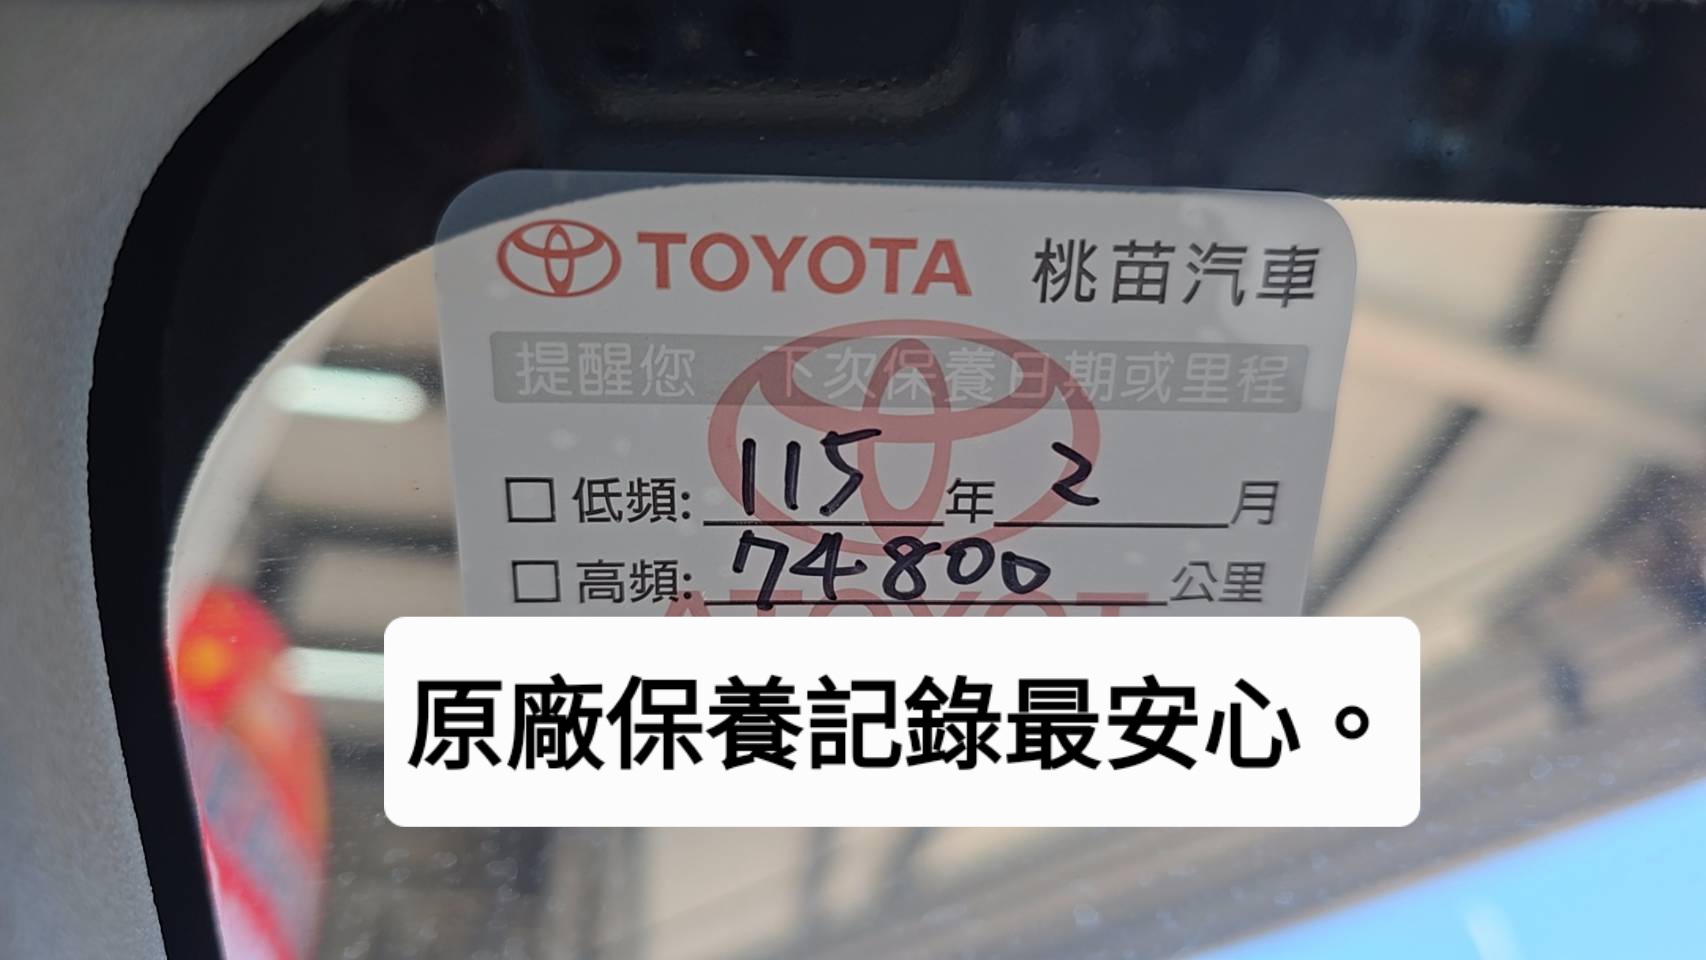 TOYOTA 桃苗汽車
提醒您 下次保養日期或里程
□ 低頻: 115 年 2 月
□ 高頻: 74800 公里
原廠保養記錄最安心。